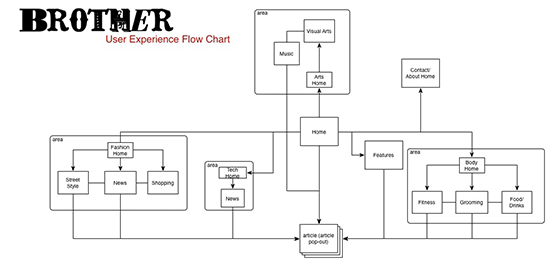 BROTHER
User Experience Flow Chart
area
Visual Arts
Music
Arts
Home
Contact/
About Home
Home
area
Fashion
Home
Street
Style
News
Shopping
area
Tech
Home
News
Features
area
Body
Home
Fitness
Grooming
Food/
Drinks
article (article
pop-out)